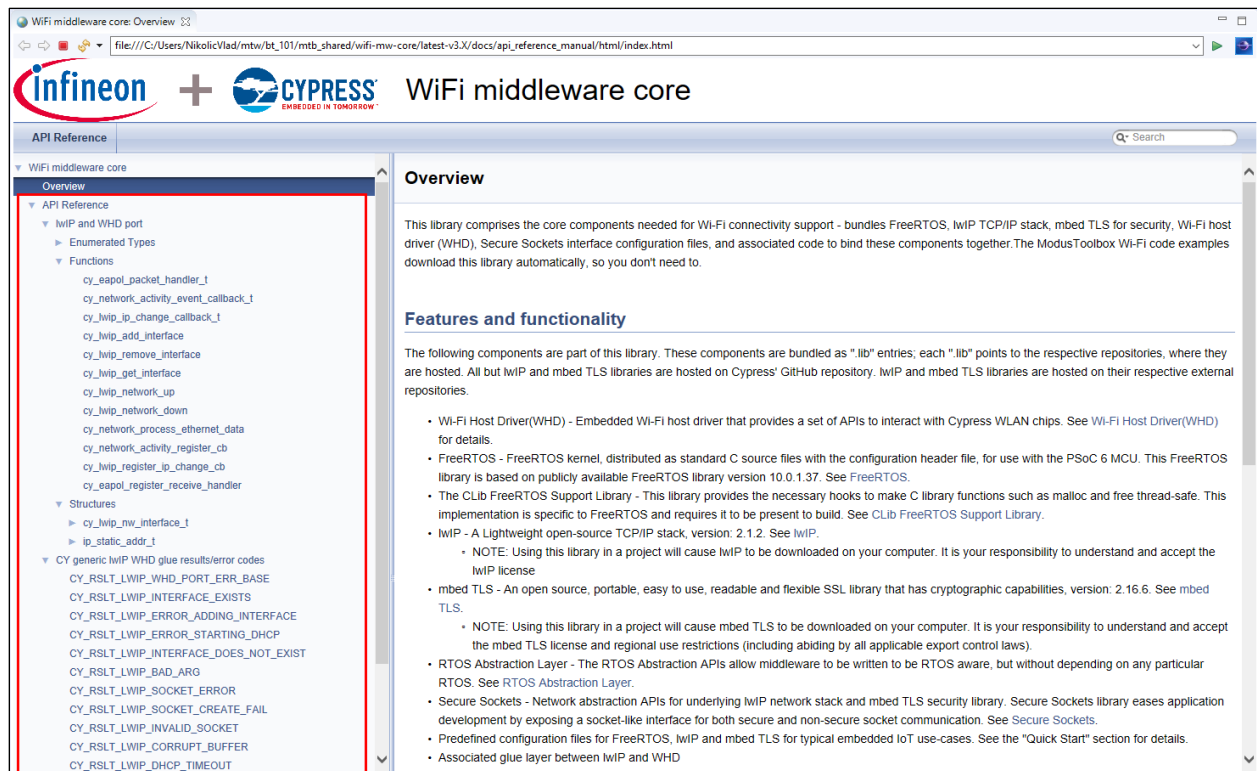 WiFi middleware core: Overview
file:///C:/Users/NikolicVlad/mtw/bt_101/mtb_shared/wifi-mw-core/latest-v3.X/docs/api_reference_manual/html/index.html
infineon + CYPRESS WiFi middleware core
EMBEDDED IN TOMORROW™
API Reference
Search
WiFi middleware core
Overview
API Reference
lwIP and WHD port
Enumerated Types
Functions
cy_eapol_packet_handler_t
cy_network_activity_event_callback_t
cy_lwip_ip_change_callback_t
cy_lwip_add_interface
cy_lwip_remove_interface
cy_lwip_get_interface
cy_lwip_network_up
cy_lwip_network_down
cy_network_process_ethernet_data
cy_network_activity_register_cb
cy_lwip_register_ip_change_cb
cy_eapol_register_receive_handler
Structures
cy_lwip_nw_interface_t
ip_static_addr_t
CY generic lwIP WHD glue results/error codes
CY_RSLT_LWIP_WHD_PORT_ERR_BASE
CY_RSLT_LWIP_INTERFACE_EXISTS
CY_RSLT_LWIP_ERROR_ADDING_INTERFACE
CY_RSLT_LWIP_ERROR_STARTING_DHCP
CY_RSLT_LWIP_INTERFACE_DOES_NOT_EXIST
CY_RSLT_LWIP_BAD_ARG
CY_RSLT_LWIP_SOCKET_ERROR
CY_RSLT_LWIP_SOCKET_CREATE_FAIL
CY_RSLT_LWIP_INVALID_SOCKET
CY_RSLT_LWIP_CORRUPT_BUFFER
CY_RSLT_LWIP_DHCP_TIMEOUT
Overview
This library comprises the core components needed for Wi-Fi connectivity support - bundles FreeRTOS, lwIP TCP/IP stack, mbed TLS for security, Wi-Fi host
driver (WHD), Secure Sockets interface configuration files, and associated code to bind these components together.The ModusToolbox Wi-Fi code examples
download this library automatically, so you don't need to.
Features and functionality
The following components are part of this library. These components are bundled as ".lib" entries; each ".lib" points to the respective repositories, where they
are hosted. All but lwIP and mbed TLS libraries are hosted on Cypress' GitHub repository. lwIP and mbed TLS libraries are hosted on their respective external
repositories.
• Wi-Fi Host Driver(WHD) - Embedded Wi-Fi host driver that provides a set of APIs to interact with Cypress WLAN chips. See Wi-Fi Host Driver(WHD)
for details.
• FreeRTOS - FreeRTOS kernel, distributed as standard C source files with the configuration header file, for use with the PSoC 6 MCU. This FreeRTOS
library is based on publicly available FreeRTOS library version 10.0.1.37. See FreeRTOS.
• The CLib FreeRTOS Support Library - This library provides the necessary hooks to make C library functions such as malloc and free thread-safe. This
implementation is specific to FreeRTOS and requires it to be present to build. See CLib FreeRTOS Support Library.
• lwIP - A Lightweight open-source TCP/IP stack, version: 2.1.2. See lwIP.
NOTE: Using this library in a project will cause lwIP to be downloaded on your computer. It is your responsibility to understand and accept the
lwIP license
• mbed TLS - An open source, portable, easy to use, readable and flexible SSL library that has cryptographic capabilities, version: 2.16.6. See mbed
TLS.
NOTE: Using this library in a project will cause mbed TLS to be downloaded on your computer. It is your responsibility to understand and accept
the mbed TLS license and regional use restrictions (including abiding by all applicable export control laws).
• RTOS Abstraction Layer - The RTOS Abstraction APIs allow middleware to be written to be RTOS aware, but without depending on any particular
RTOS. See RTOS Abstraction Layer.
• Secure Sockets - Network abstraction APIs for underlying lwIP network stack and mbed TLS security library. Secure Sockets library eases application
development by exposing a socket-like interface for both secure and non-secure socket communication. See Secure Sockets.
• Predefined configuration files for FreeRTOS, lwIP and mbed TLS for typical embedded IoT use-cases. See the "Quick Start" section for details.
• Associated glue layer between lwIP and WHD